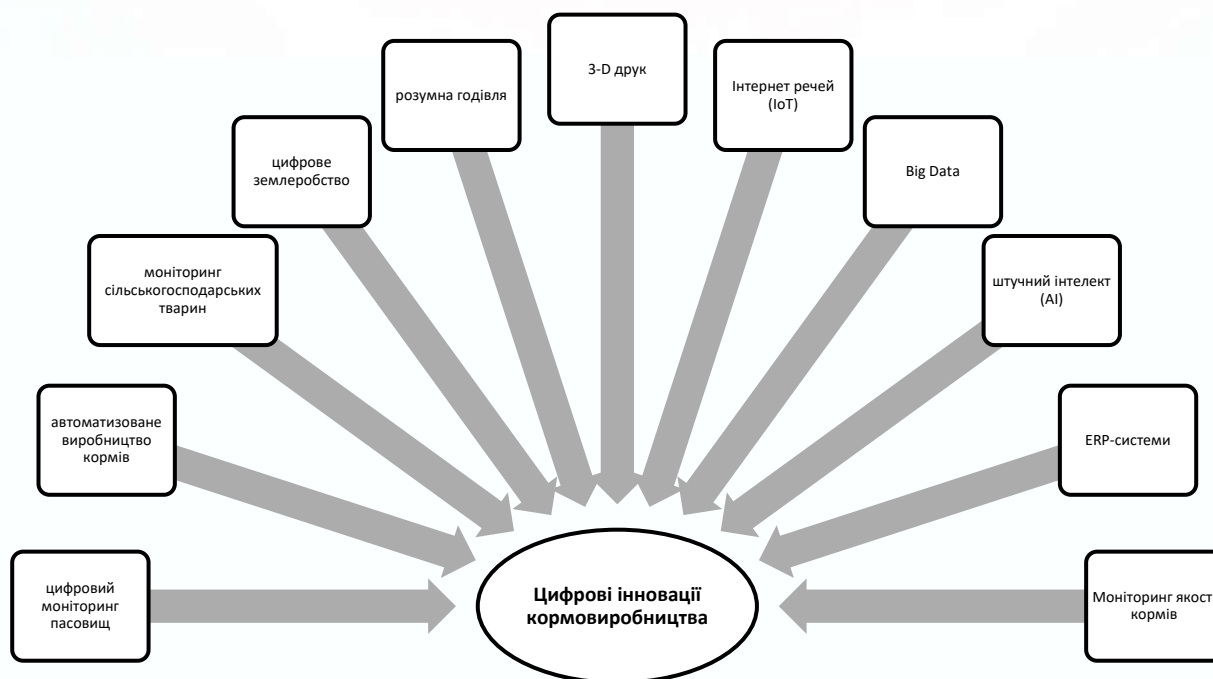 3-D друк
Інтернет речей
(IoT)
розумна годівля
Big Data
цифрове
землеробство
штучний інтелект
(AI)
моніторинг
сільськогосподарських
тварин
ERP-системи
автоматизоване
виробництво
кормів
Моніторинг якост
кормів
цифровий
моніторинг
пасовищ
Цифрові інновації
кормовиробництва